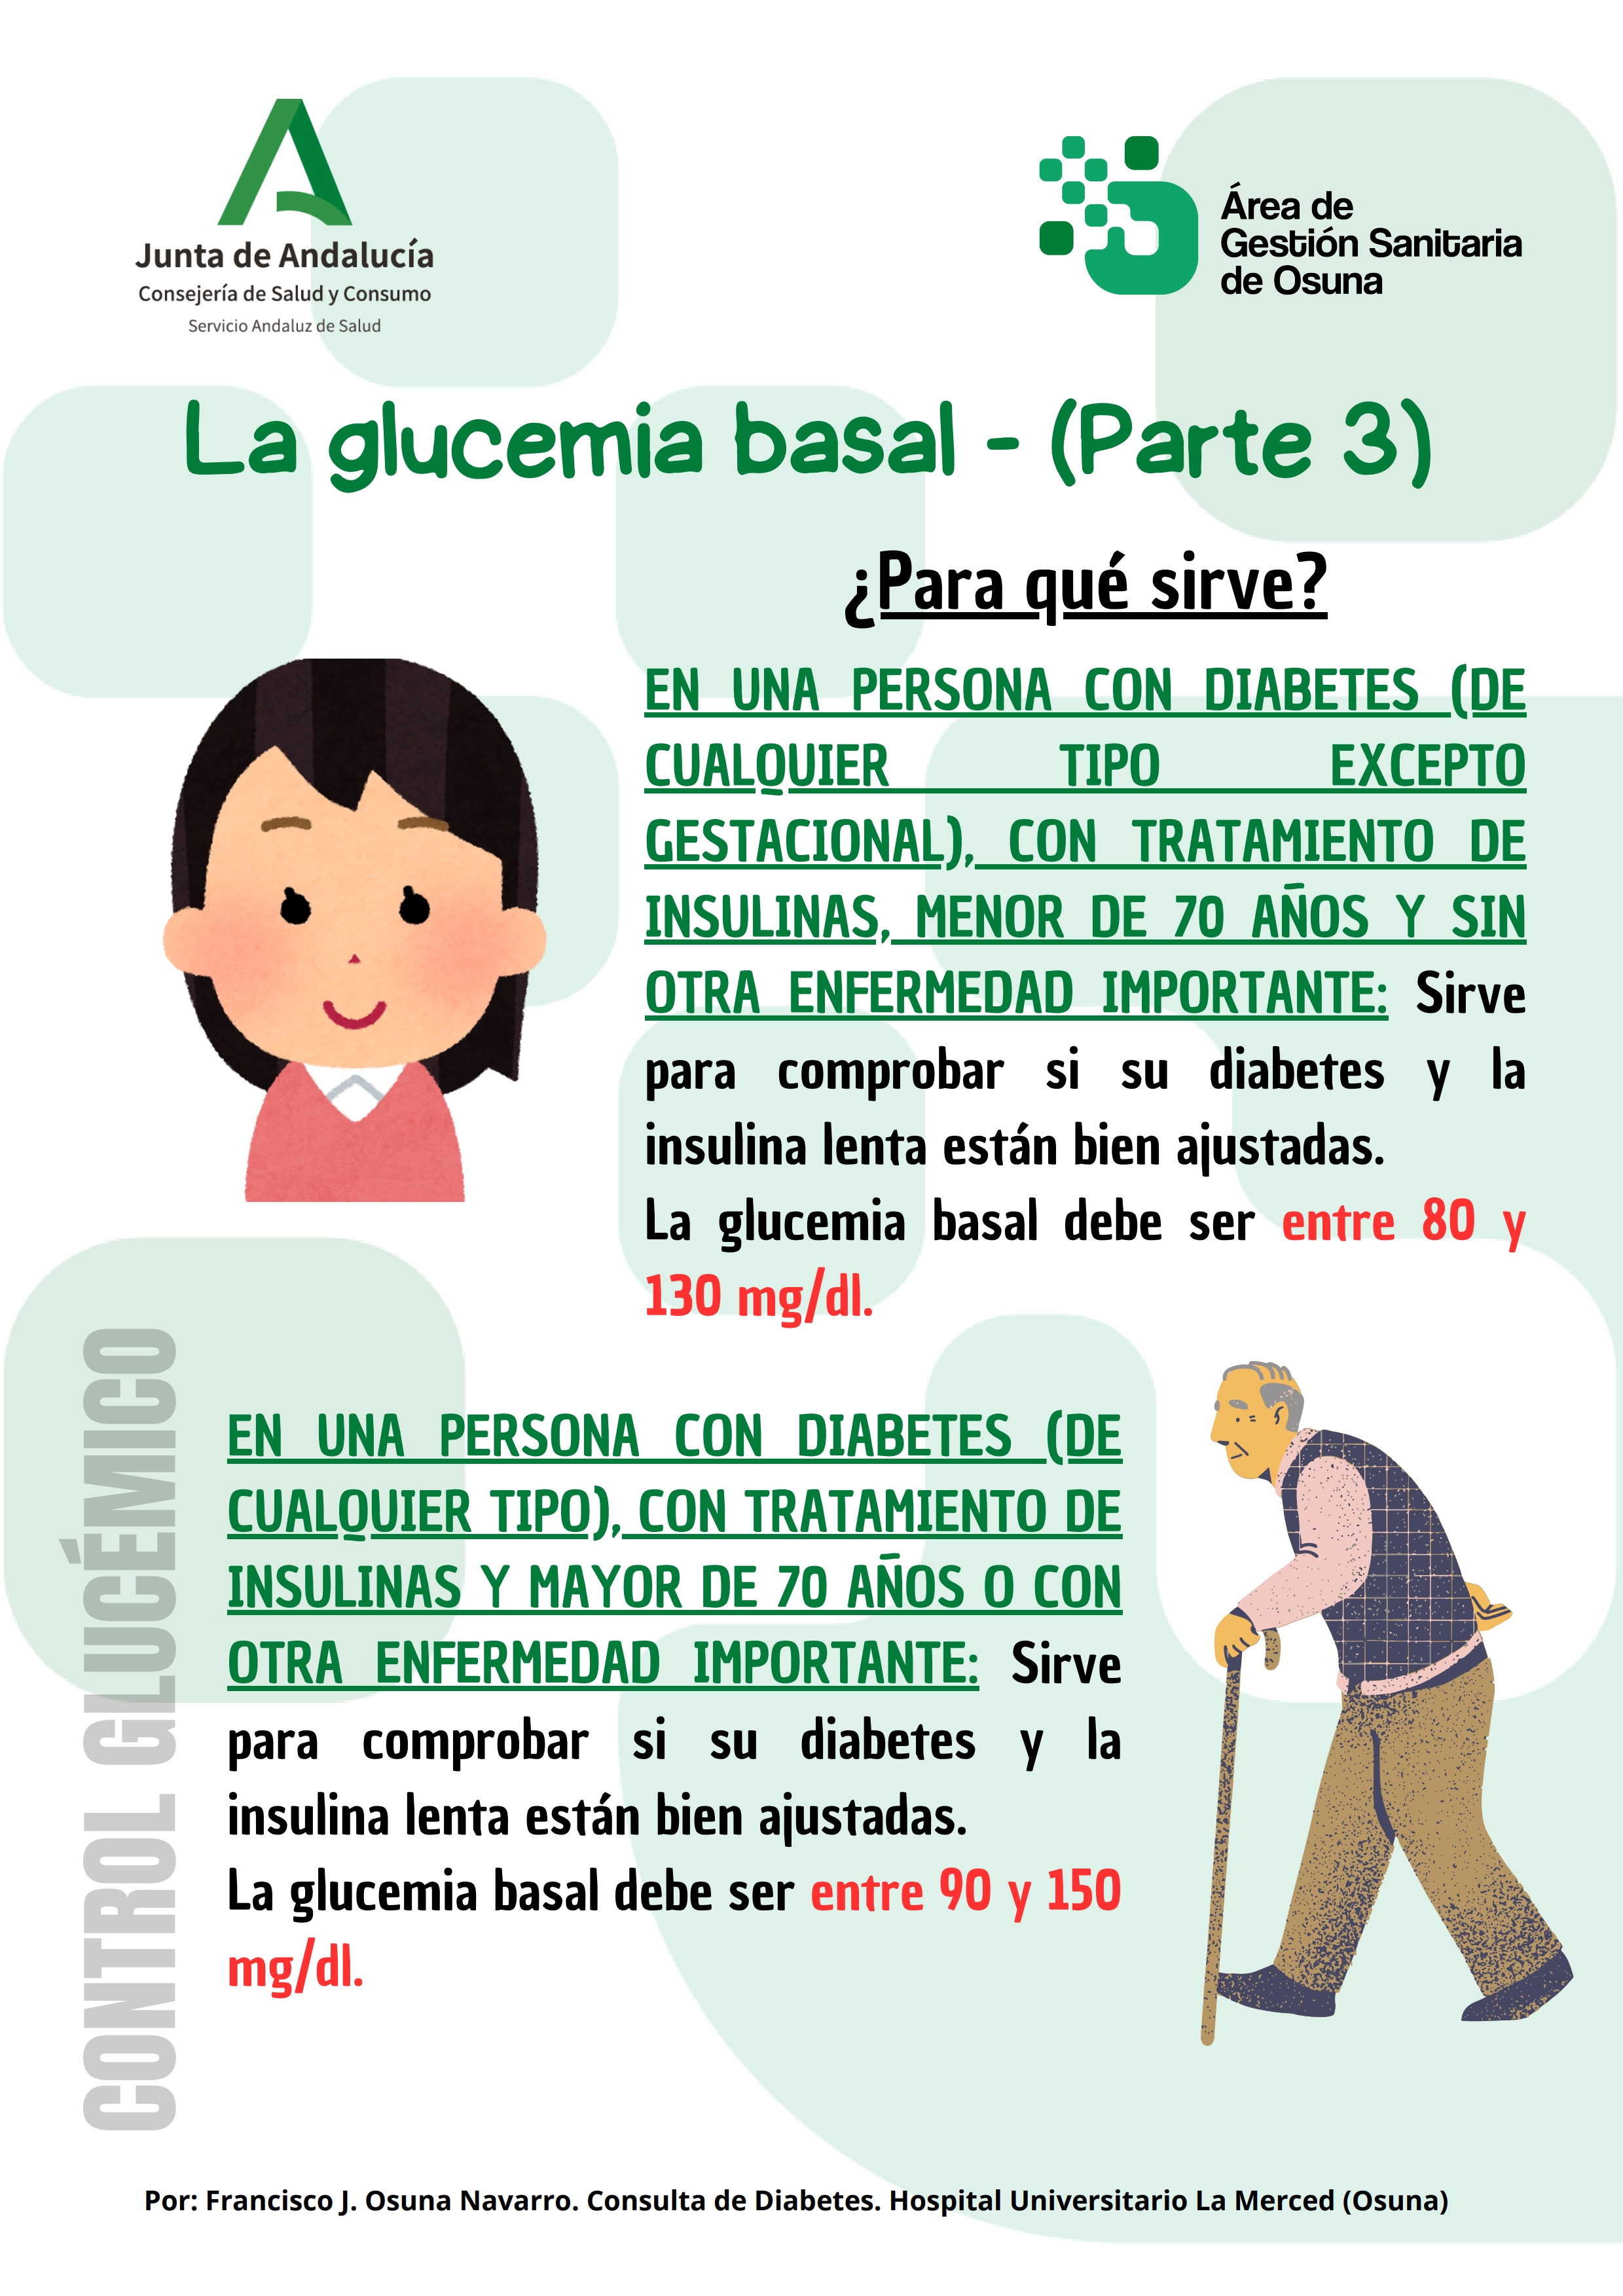 Junta de Andalucía
Consejería de Salud y Consumo
Servicio Andaluz de Salud
Área de
Gestión Sanitaria
de Osuna
La glucemia basal - (Parte 3)
¿Para qué sirve?
EN UNA PERSONA CON DIABETES (DE
CUALQUIER TIPO EXCEPTO
GESTACIONAL), CON TRATAMIENTO DE
INSULINAS, MENOR DE 70 AÑOS Y SIN
OTRA ENFERMEDAD IMPORTANTE: Sirve
para comprobar si su diabetes y la
insulina lenta están bien ajustadas.
La glucemia basal debe ser entre 80 y
130 mg/dl.
CONTROL GLUCÉMICO
EN UNA PERSONA CON DIABETES (DE
CUALQUIER TIPO), CON TRATAMIENTO DE
INSULINAS Y MAYOR DE 70 AÑOS O CON
OTRA ENFERMEDAD IMPORTANTE: Sirve
para comprobar si su diabetes y la
insulina lenta están bien ajustadas.
La glucemia basal debe ser entre 90 y 150
mg/dl.
Por: Francisco J. Osuna Navarro. Consulta de Diabetes. Hospital Universitario La Merced (Osuna)